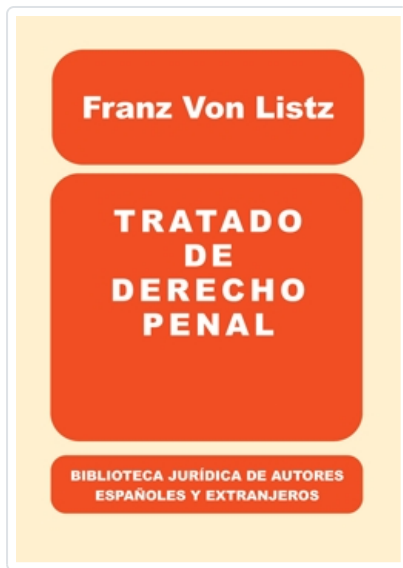 Franz Von Listz
TRATADO
DE
DERECHO
PENAL
BIBLIOTECA JURÍDICA DE AUTORES
ESPAÑOLES Y EXTRANJEROS